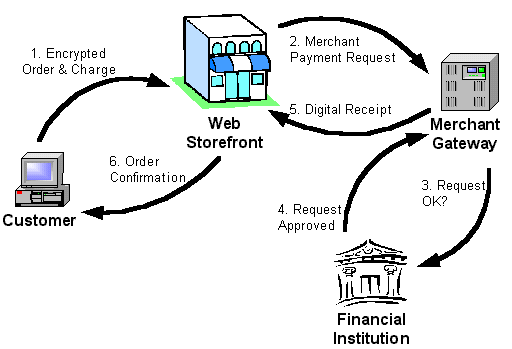 1. Encrypted
Order & Charge
2. Merchant
Payment Request
5. Digital Receipt
Web
Storefront
Merchant
Gateway
6. Order
Confirmation
Customer
3. Request
OK?
4. Request
Approved
Financial
Institution